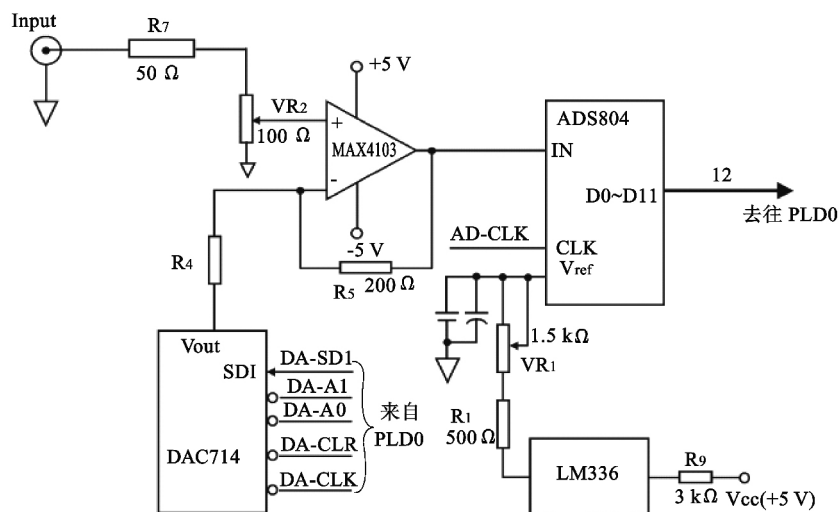 Input
R7
50 Ω
VR2
100 Ω
+5 V
+
MAX4103
-
-5 V
R5
200 Ω
R4
ADS804
IN
D0~D11
12
去往 PLD0
AD-CLK
CLK
Vref
1.5 kΩ
VR1
R1
500 Ω
LM336
R9
3 kΩ
Vcc(+5 V)
Vout
SDI
DAC714
DA-SD1
DA-A1
DA-A0
DA-CLR
DA-CLK
来自
PLD0